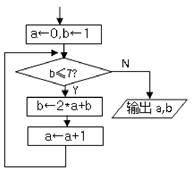 a←0,b←1
b≤7?
N
Y
b←2*a+b
输出 a,b
a←a+1